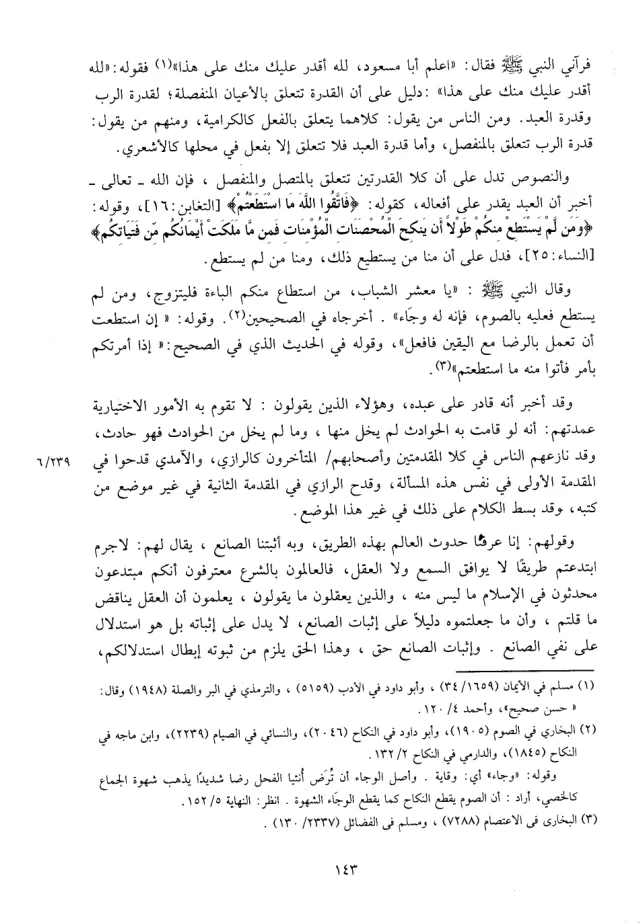 فرآني النبي ﷺ فقال: «اعلم أبا مسعود، لله أقدر عليك منك على هذا»(١) فقوله: «لله
أقدر عليك منك على هذا» :دليل على أن القدرة تتعلق بالأعيان المنفصلة؛ لقدرة الرب
وقدرة العبد. ومن الناس من يقول: كلاهما يتعلق بالفعل كالكرامية، ومنهم من يقول:
قدرة الرب تتعلق بالمنفصل، وأما قدرة العبد فلا تتعلق إلا بفعل في محلها كالأشعري.
والنصوص تدل على أن كلا القدرتين تتعلق بالمتصل والمنفصل ، فإن الله ـ تعالى ـ
أخبر أن العبد يقدر على أفعاله، كقوله: ﴿فَاتَّقُوا اللَّهَ مَا اسْتَطَعْتُم﴾ [التغابن:١٦]، وقوله:
﴿وَمَن لَّمْ يَسْتَطِعْ مِنكُمْ طَوْلاً أَن يَنكِحَ الْمُحْصَنَاتِ الْمُؤْمِنَاتِ فَمِن مَّا مَلَكَتْ أَيْمَانُكُم مِّن فَتَيَاتِكُم﴾
[النساء:٢٥]، فدل على أن منا من يستطيع ذلك، ومنا من لم يستطع.
وقال النبي ﷺ : «يا معشر الشباب، من استطاع منكم الباءة فليتزوج، ومن لم
يستطع فعليه بالصوم، فإنه له وجَاء» . أخرجاه في الصحيحين(٢). وقوله: « إن استطعت
أن تعمل بالرضا مع اليقين فافعل»، وقوله في الحديث الذي في الصحيح:« إذا أمرتكم
بأمر فأتوا منه ما استطعتم»(٣).
وقد أخبر أنه قادر على عبده، وهؤلاء الذين يقولون : لا تقوم به الأمور الاختيارية
عمدتهم: أنه لو قامت به الحوادث لم يخل منها ، وما لم يخل من الحوادث فهو حادث،
وقد نازعهم الناس في كلا المقدمتين وأصحابهم/ المتأخرون كالرازي، والآمدي قدحوا في
٦/٢٣٩
المقدمة الأولى في نفس هذه المسألة، وقدح الرازي في المقدمة الثانية في غير موضع من
كتبه، وقد بسط الكلام على ذلك في غير هذا الموضع.
وقولهم: إنا عرفنا حدوث العالم بهذه الطريق، وبه أثبتنا الصانع ، يقال لهم: لاجرم
ابتدعتم طريقًا لا يوافق السمع ولا العقل، فالعالمون بالشرع معترفون أنكم مبتدعون
محدثون في الإسلام ما ليس منه ، والذين يعقلون ما يقولون ، يعلمون أن العقل يناقض
ما قلتم ، وأن ما جعلتموه دليلاً على إثبات الصانع، لا يدل على إثباته بل هو استدلال
على نفي الصانع . وإثبات الصانع حق ، وهذا الحق يلزم من ثبوته إبطال استدلالكم،
(١) مسلم في الأيمان (٣٤/١٦٥٩) ، وأبو داود في الأدب (٥١٥٩) ، والترمذي في البر والصلة (١٩٤٨) وقال:
« حسن صحيح»، وأحمد ٤/ ١٢٠.
(٢) البخاري في الصوم (١٩٠٥)، وأبو داود في النكاح (٢٠٤٦)، والنسائي في الصيام (٢٢٣٩)، وابن ماجه في
النكاح (١٨٤٥)، والدارمي في النكاح ٢/ ١٣٢.
وقوله: «وجاء» أي: وقاية . وأصل الوجاء أن تُرَض أُنثيا الفحل رضا شديدًا يذهب شهوة الجماع
كالخصي، أراد : أن الصوم يقطع النكاح كما يقطع الوجَاء الشهوة . انظر: النهاية ٥/ ١٥٢.
(٣) البخاري في الاعتصام (٧٢٨٨) ، ومسلم في الفضائل (١٣٠/٢٣٣٧) .
١٤٣